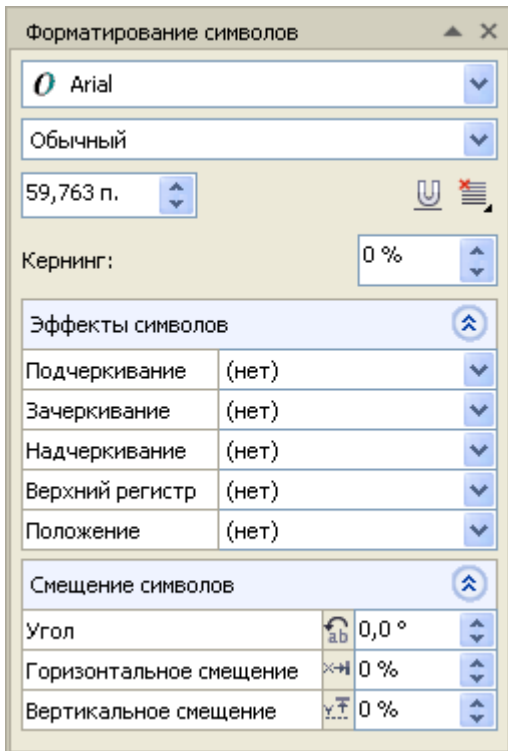 Форматирование символов
O Arial
Обычный
59,763 п.
U
Кернинг: 0 %
Эффекты символов
Подчеркивание (нет)
Зачеркивание (нет)
Надчеркивание (нет)
Верхний регистр (нет)
Положение (нет)
Смещение символов
Угол ab 0,0 °
Горизонтальное смещение 0 %
Вертикальное смещение Y 0 %